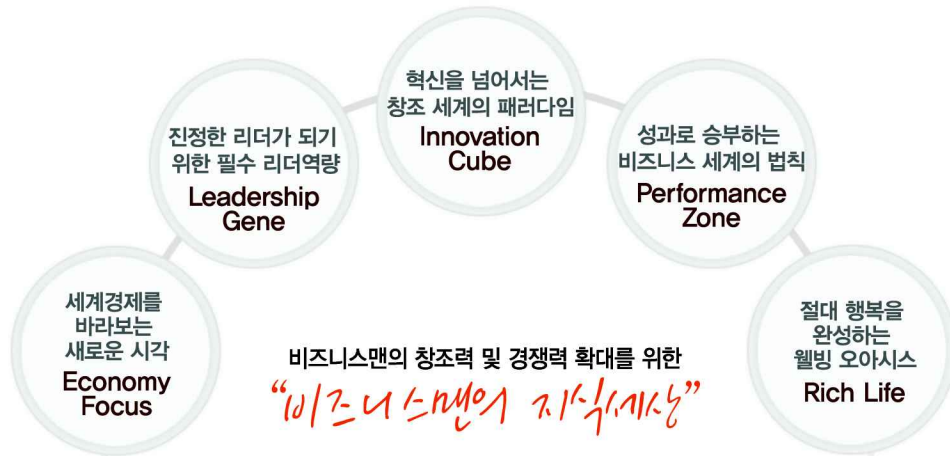 혁신을 넘어서는
창조 세계의 패러다임
Innovation
Cube
진정한 리더가 되기
위한 필수 리더역량
Leadership
Gene
성과로 승부하는
비즈니스 세계의 법칙
Performance
Zone
세계경제를
바라보는
새로운 시각
Economy
Focus
절대 행복을
완성하는
웰빙 오아시스
Rich Life
비즈니스맨의 창조력 및 경쟁력 확대를 위한
“비즈니스맨의 지식세상”